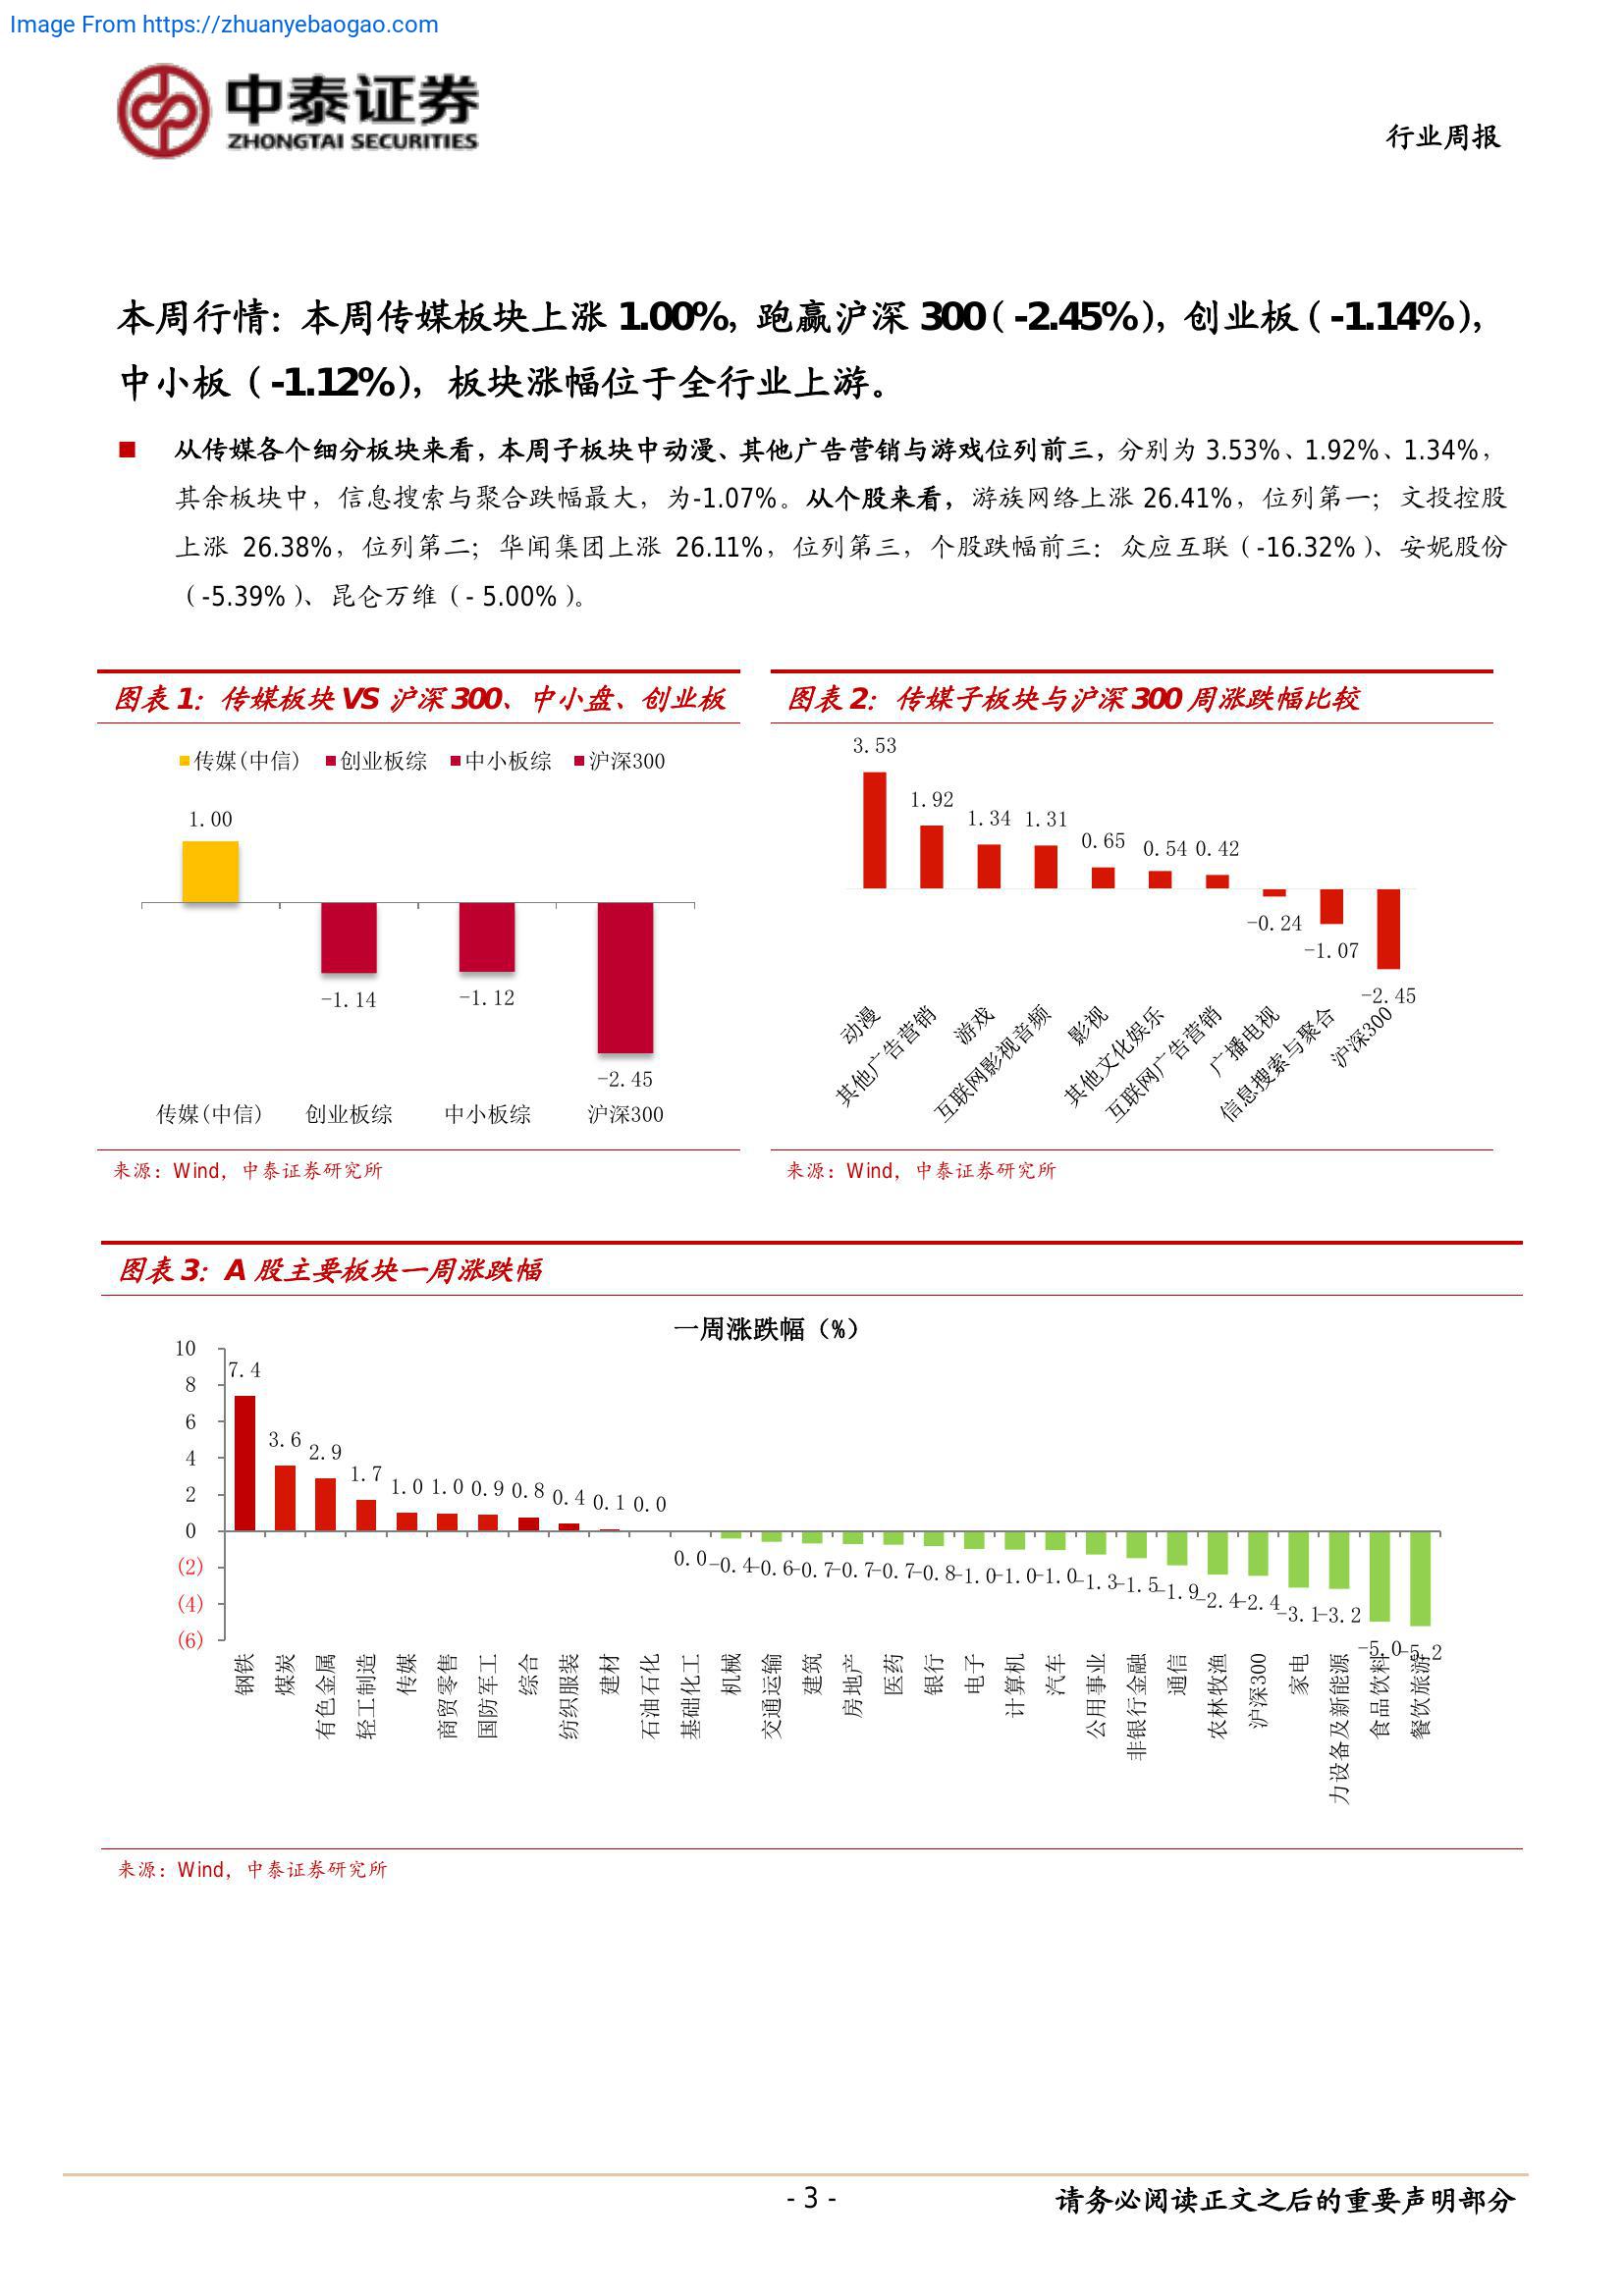 Image From https://zhuanyebaogao.com
中泰证券
ZHONGTAI SECURITIES
行业周报
本周行情：本周传媒板块上涨 1.00%，跑赢沪深 300（-2.45%），创业板（-1.14%），
中小板（-1.12%），板块涨幅位于全行业上游。
从传媒各个细分板块来看，本周子板块中动漫、其他广告营销与游戏位列前三，分别为 3.53%、1.92%、1.34%，
其余板块中，信息搜索与聚合跌幅最大，为-1.07%。从个股来看，游族网络上涨 26.41%，位列第一；文投控股
上涨 26.38%，位列第二；华闻集团上涨 26.11%，位列第三，个股跌幅前三：众应互联（-16.32%）、安妮股份
（-5.39%）、昆仑万维（- 5.00%）。
图表 1：传媒板块 VS 沪深 300、中小盘、创业板
传媒(中信) 创业板综 中小板综 沪深300
1.00
-1.14
-1.12
-2.45
传媒(中信) 创业板综 中小板综 沪深300
来源：Wind，中泰证券研究所
图表 2：传媒子板块与沪深 300 周涨跌幅比较
3.53
1.92
1.34 1.31
0.65
0.54 0.42
-0.24
-1.07
-2.45
动漫
其他广告营销
游戏
互联网影视音频
影视
其他文化娱乐
互联网广告营销
广播电视
信息搜索与聚合
沪深300
来源：Wind，中泰证券研究所
图表 3：A 股主要板块一周涨跌幅
一周涨跌幅（%）
10
8
6
4
2
0
(2)
(4)
(6)
7.4
3.6
2.9
1.7
1.0 1.0 0.9 0.8 0.4 0.1 0.0
0.0 -0.4 -0.6 -0.7 -0.7 -0.7 -0.8 -1.0 -1.0 -1.0 -1.3 -1.5 -1.9 -2.4 -2.4 -3.1 -3.2 -5.0 -5.2
钢铁
煤炭
有色金属
轻工制造
传媒
商贸零售
国防军工
综合
纺织服装
建材
石油石化
基础化工
机械
交通运输
建筑
房地产
医药
银行
电子
计算机
汽车
公用事业
非银行金融
通信
农林牧渔
沪深300
家电
力设备及新能源
食品饮料
餐饮旅游
来源：Wind，中泰证券研究所
- 3 -
请务必阅读正文之后的重要声明部分